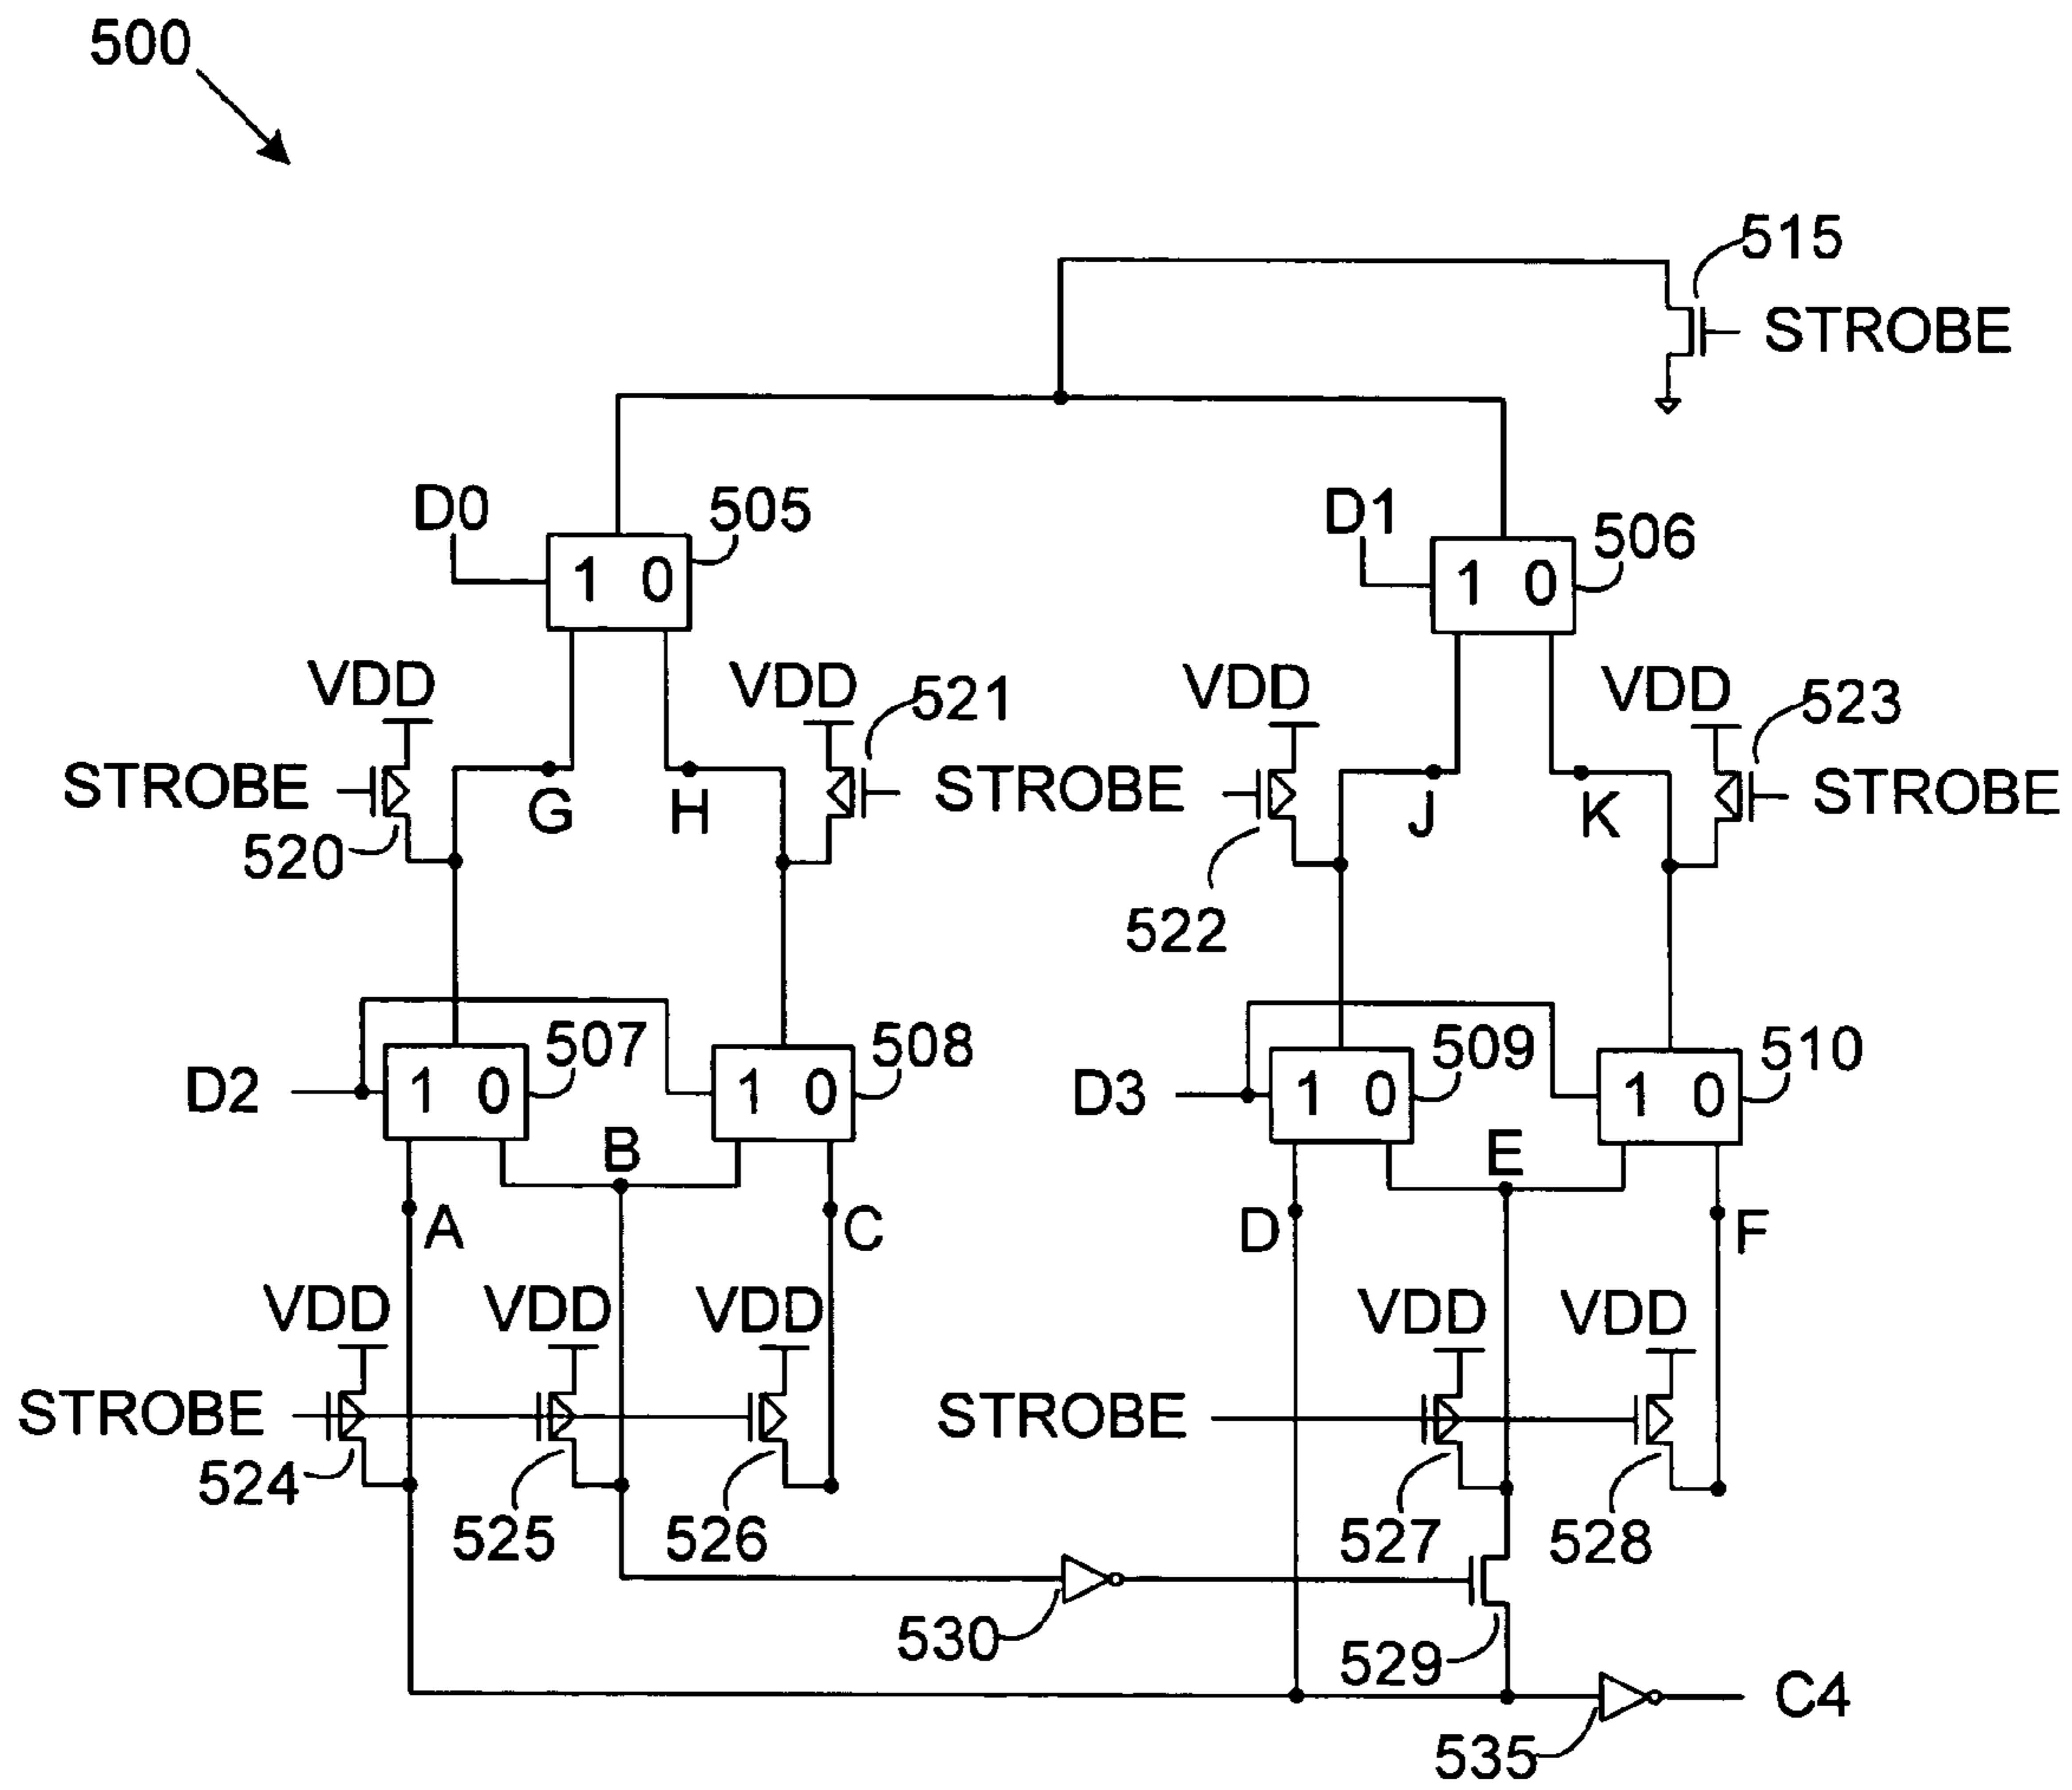 500
515
STROBE
D0
505
D1
506
1 0
1 0
VDD
VDD
521
VDD
VDD
523
STROBE
G
H
STROBE
J
K
STROBE
520
522
507
508
509
510
D2
1 0
1 0
D3
1 0
1 0
B
E
A
C
D
F
VDD
VDD
VDD
VDD
VDD
STROBE
STROBE
524
525
526
527
528
530
529
C4
535